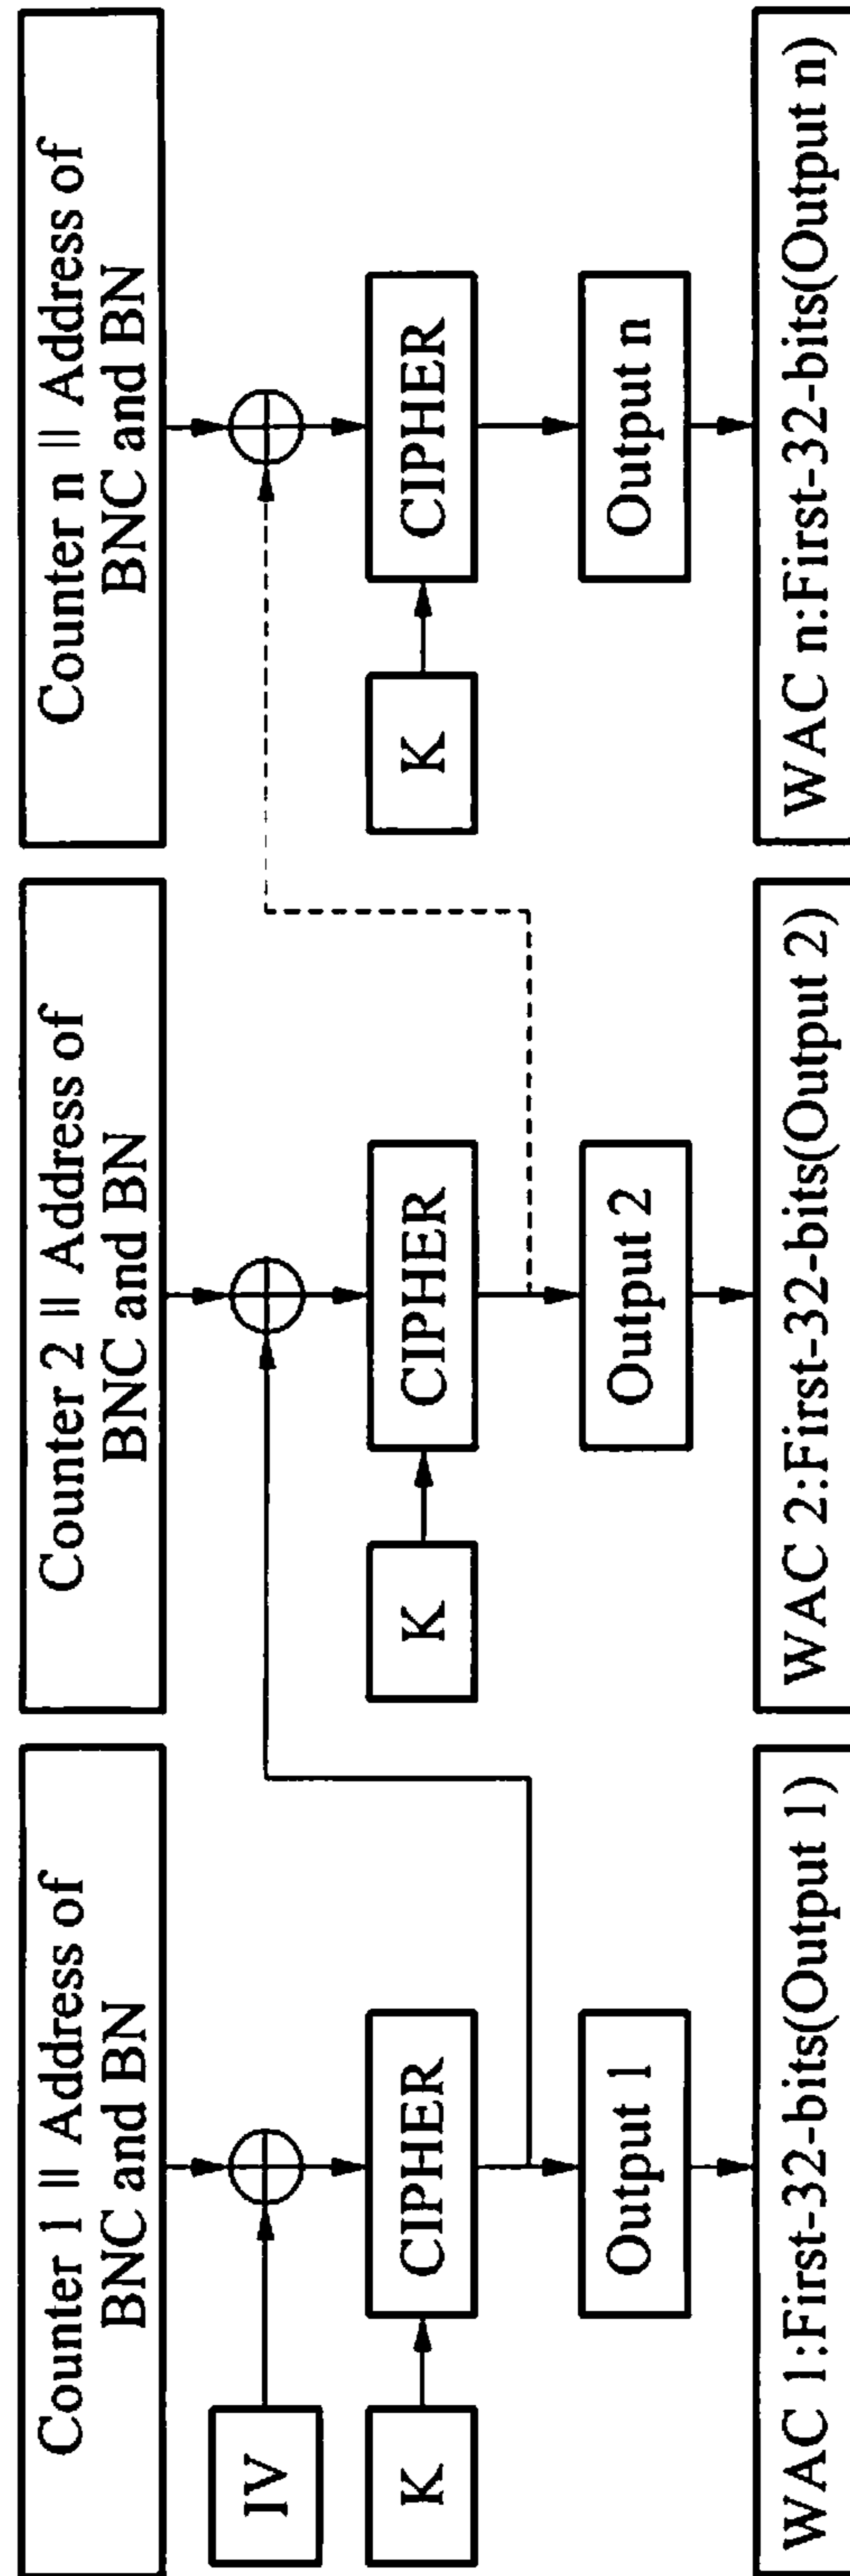 Counter 1 || Address of
BNC and BN
IV
K
CIPHER
Output 1
WAC 1:First-32-bits(Output 1)
Counter 2 || Address of
BNC and BN
K
CIPHER
Output 2
WAC 2:First-32-bits(Output 2)
Counter n || Address of
BNC and BN
K
CIPHER
Output n
WAC n:First-32-bits(Output n)